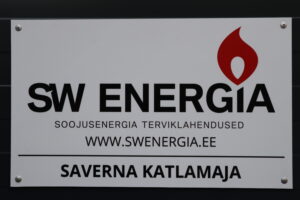 SW ENERGIA
SOOJUSENERGIA TERVIKLAHENDUSED
WWW.SWENERGIA.EE
SAVERNA KATLAMAJA